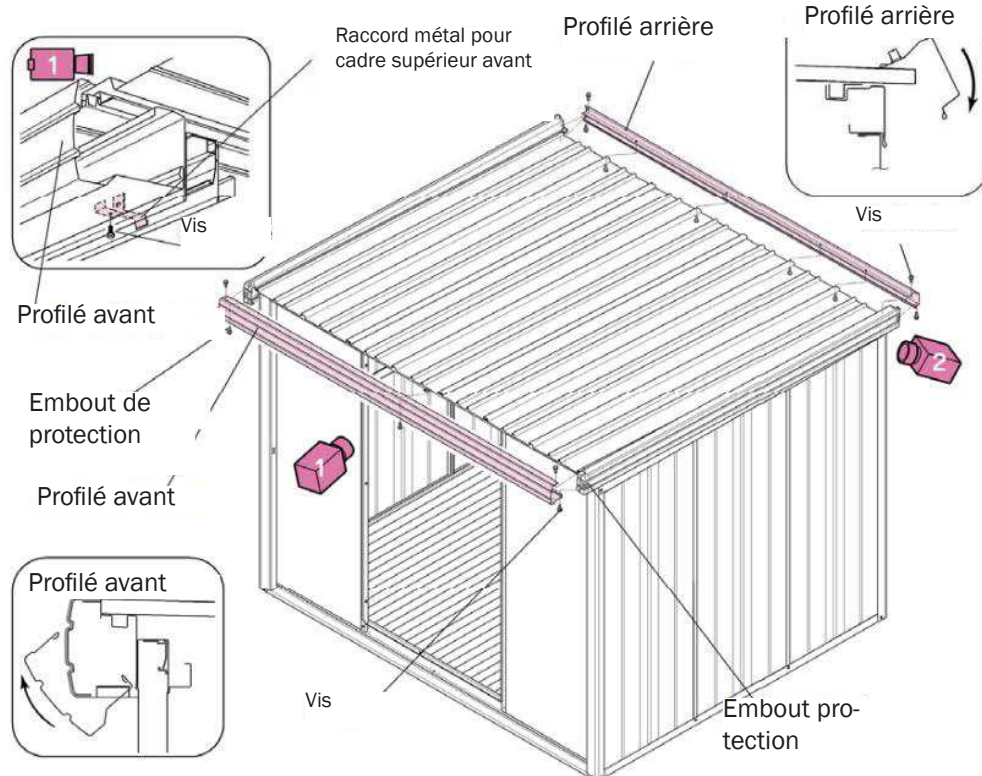 1
Raccord métal pour
cadre supérieur avant
Profilé arrière
Profilé arrière
Vis
Vis
Profilé avant
2
Embout de
protection
1
Profilé avant
Profilé avant
Vis
Embout pro-
tection